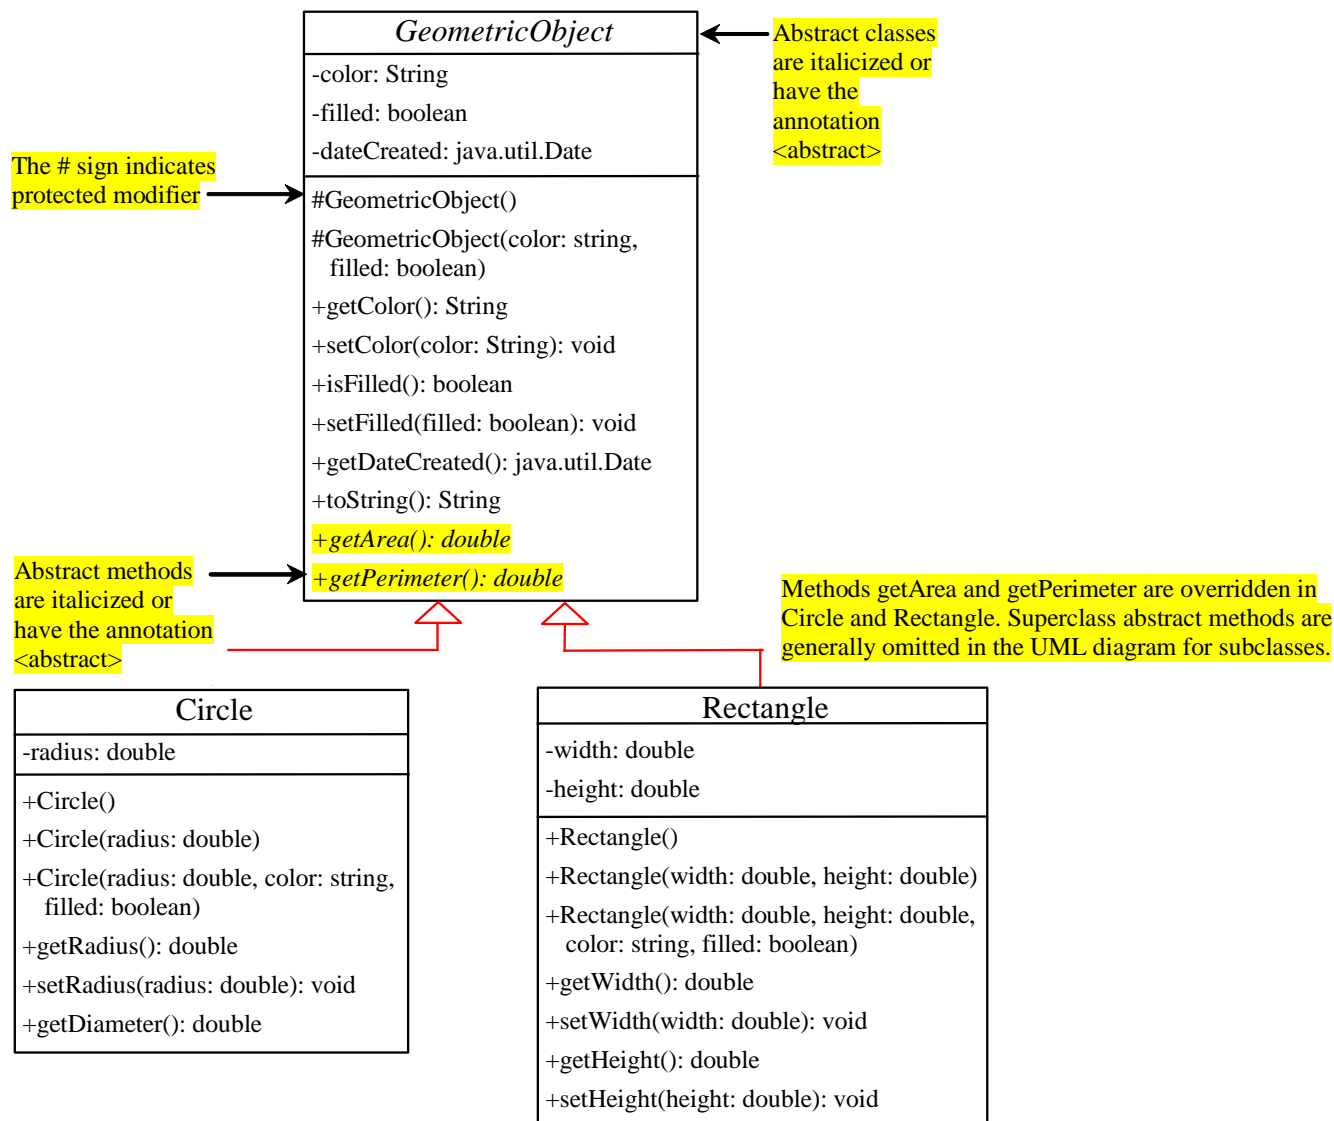 GeometricObject
-color: String
-filled: boolean
-dateCreated: java.util.Date
#GeometricObject()
#GeometricObject(color: string,
filled: boolean)
+getColor(): String
+setColor(color: String): void
+isFilled(): boolean
+setFilled(filled: boolean): void
+getDateCreated(): java.util.Date
+toString(): String
+getArea(): double
+getPerimeter(): double
Abstract classes
are italicized or
have the
annotation
<abstract>
The # sign indicates
protected modifier
Abstract methods
are italicized or
have the annotation
<abstract>
Methods getArea and getPerimeter are overridden in
Circle and Rectangle. Superclass abstract methods are
generally omitted in the UML diagram for subclasses.
Circle
-radius: double
+Circle()
+Circle(radius: double)
+Circle(radius: double, color: string,
filled: boolean)
+getRadius(): double
+setRadius(radius: double): void
+getDiameter(): double
Rectangle
-width: double
-height: double
+Rectangle()
+Rectangle(width: double, height: double)
+Rectangle(width: double, height: double,
color: string, filled: boolean)
+getWidth(): double
+setWidth(width: double): void
+getHeight(): double
+setHeight(height: double): void